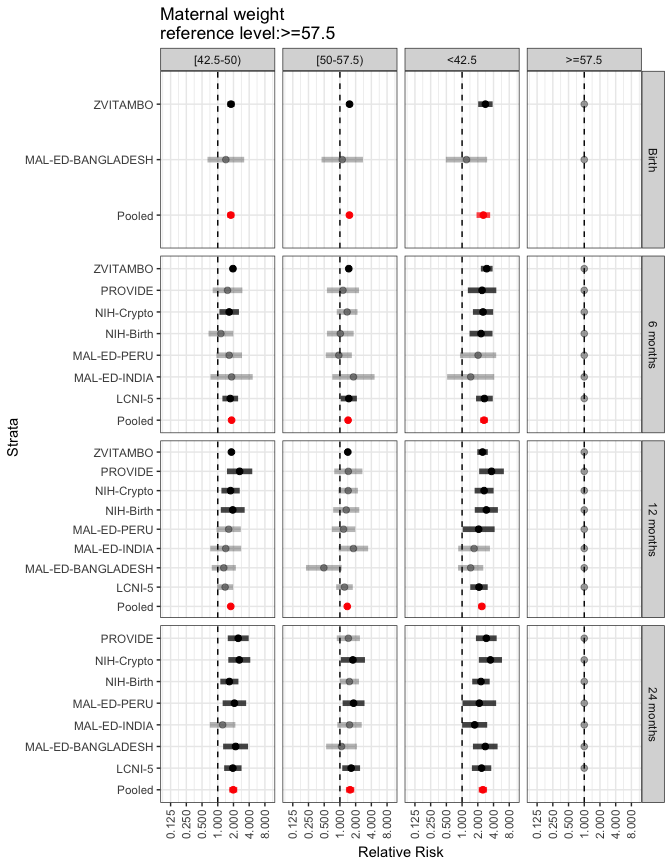 Maternal weight
reference level:>=57.5
[42.5-50) [50-57.5) <42.5 >=57.5
ZVITAMBO
MAL-ED-BANGLADESH
Pooled
Birth
ZVITAMBO
PROVIDE
NIH-Crypto
NIH-Birth
MAL-ED-PERU
MAL-ED-INDIA
LCNI-5
Pooled
6 months
Strata
ZVITAMBO
PROVIDE
NIH-Crypto
NIH-Birth
MAL-ED-PERU
MAL-ED-INDIA
MAL-ED-BANGLADESH
LCNI-5
Pooled
12 months
PROVIDE
NIH-Crypto
NIH-Birth
MAL-ED-PERU
MAL-ED-INDIA
MAL-ED-BANGLADESH
LCNI-5
Pooled
24 months
0.125 0.250 0.500 1.000 2.000 4.000 8.000 0.125 0.250 0.500 1.000 2.000 4.000 8.000 0.125 0.250 0.500 1.000 2.000 4.000 8.000 0.125 0.250 0.500 1.000 2.000 4.000 8.000
Relative Risk